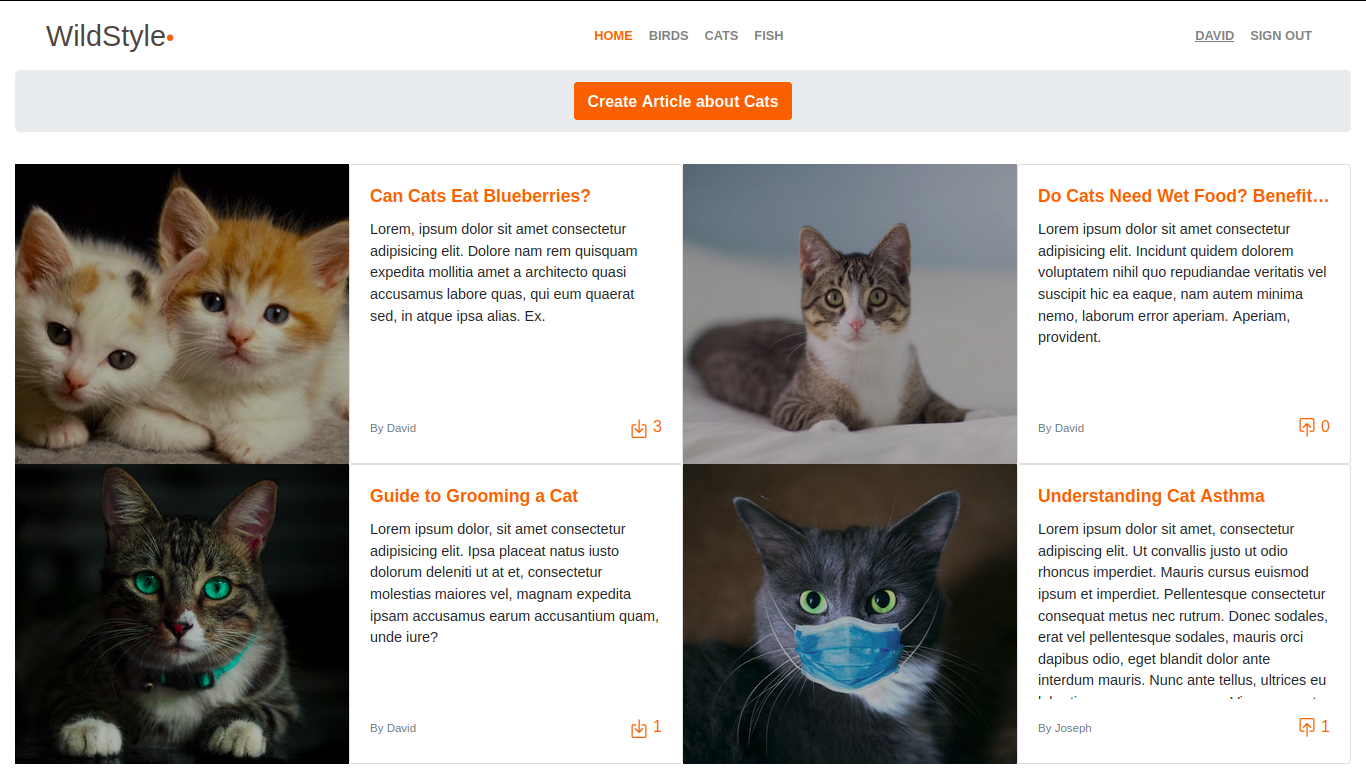 WildStyle•
HOME BIRDS CATS FISH
DAVID SIGN OUT
Create Article about Cats
Can Cats Eat Blueberries?
Lorem, ipsum dolor sit amet consectetur
adipisicing elit. Dolore nam rem quisquam
expedita mollitia amet a architecto quasi
accusamus labore quas, qui eum quaerat
sed, in atque ipsa alias. Ex.
By David
3
Do Cats Need Wet Food? Benefit…
Lorem ipsum dolor sit amet consectetur
adipisicing elit. Incidunt quidem dolorem
voluptatem nihil quo repudiandae veritatis vel
suscipit hic ea eaque, nam autem minima
nemo, laborum error aperiam. Aperiam,
provident.
By David
0
Guide to Grooming a Cat
Lorem ipsum dolor, sit amet consectetur
adipisicing elit. Ipsa placeat natus iusto
dolorum deleniti ut at et, consectetur
molestias maiores vel, magnam expedita
ipsam accusamus earum accusantium quam,
unde iure?
By David
1
Understanding Cat Asthma
Lorem ipsum dolor sit amet, consectetur
adipiscing elit. Ut convallis justo ut odio
rhoncus imperdiet. Mauris cursus euismod
ipsum et imperdiet. Pellentesque consectetur
consequat metus nec rutrum. Donec sodales,
erat vel pellentesque sodales, mauris orci
dapibus odio, eget blandit dolor ante
interdum mauris. Nunc ante tellus, ultrices eu
By Joseph
1